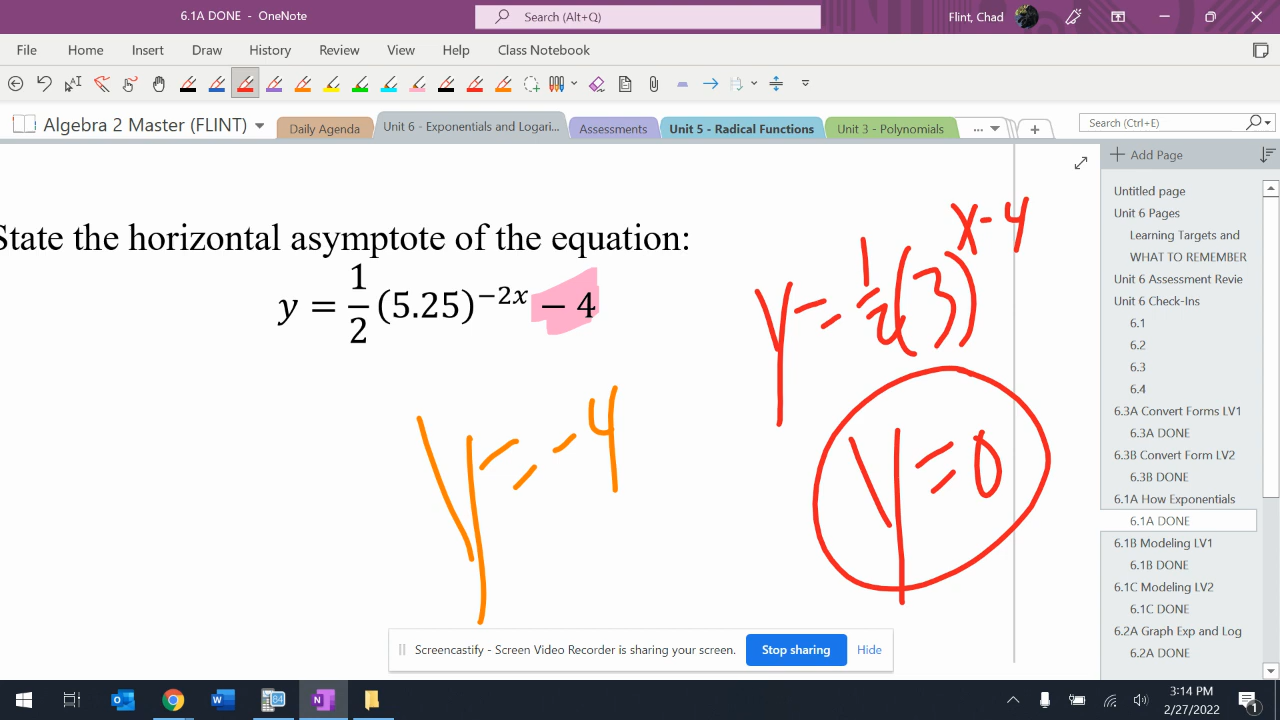 6.1A DONE - OneNote
Search (Alt+Q)
Flint, Chad
File Home Insert Draw History Review View Help Class Notebook
Algebra 2 Master (FLINT)
Daily Agenda
Unit 6 - Exponentials and Logari...
Assessments
Unit 5 - Radical Functions
Unit 3 - Polynomials
...
Search (Ctrl+E)
Add Page
State the horizontal asymptote of the equation:
y = 1/2 (5.25)^{-2x} - 4
y = -4
y = 1/2 (3)^{x-4}
y = 0
Untitled page
Unit 6 Pages
Learning Targets and
WHAT TO REMEMBER
Unit 6 Assessment Revie
Unit 6 Check-Ins
6.1
6.2
6.3
6.4
6.3A Convert Forms LV1
6.3A DONE
6.3B Convert Form LV2
6.3B DONE
6.1A How Exponentials
6.1A DONE
6.1B Modeling LV1
6.1B DONE
6.1C Modeling LV2
6.1C DONE
6.2A Graph Exp and Log
6.2A DONE
Screencastify - Screen Video Recorder is sharing your screen.
Stop sharing
Hide
3:14 PM
2/27/2022
1